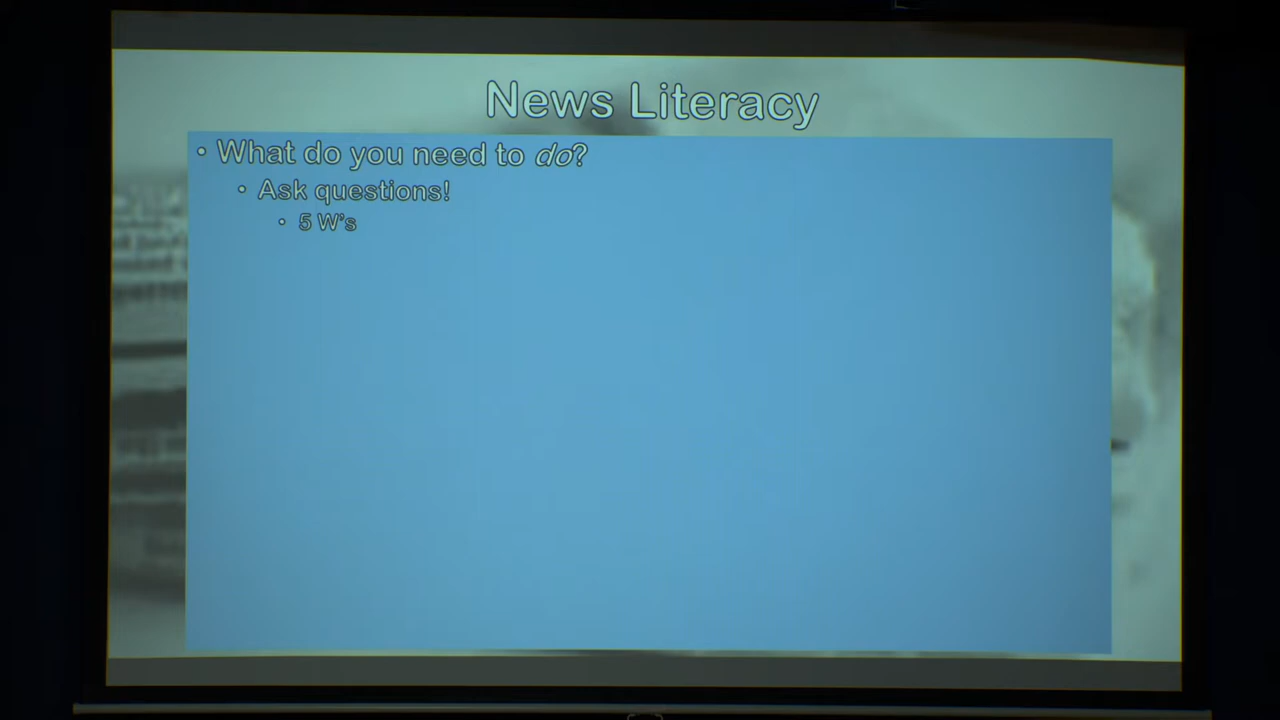 News Literacy
• What do you need to do?
• Ask questions!
• 5 W's